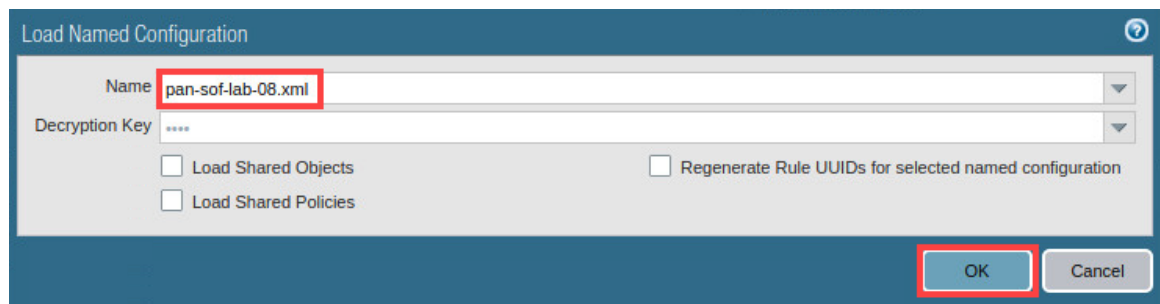 Load Named Configuration
Name pan-sof-lab-08.xml
Decryption Key ••••
Load Shared Objects Regenerate Rule UUIDs for selected named configuration
Load Shared Policies
OK Cancel